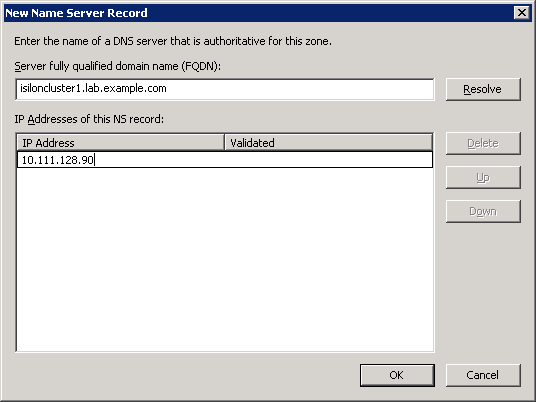 New Name Server Record
Enter the name of a DNS server that is authoritative for this zone.
Server fully qualified domain name (FQDN):
isiloncluster1.lab.example.com
Resolve
IP Addresses of this NS record:
IP Address Validated
Delete
10.111.128.90
Up
Down
OK Cancel